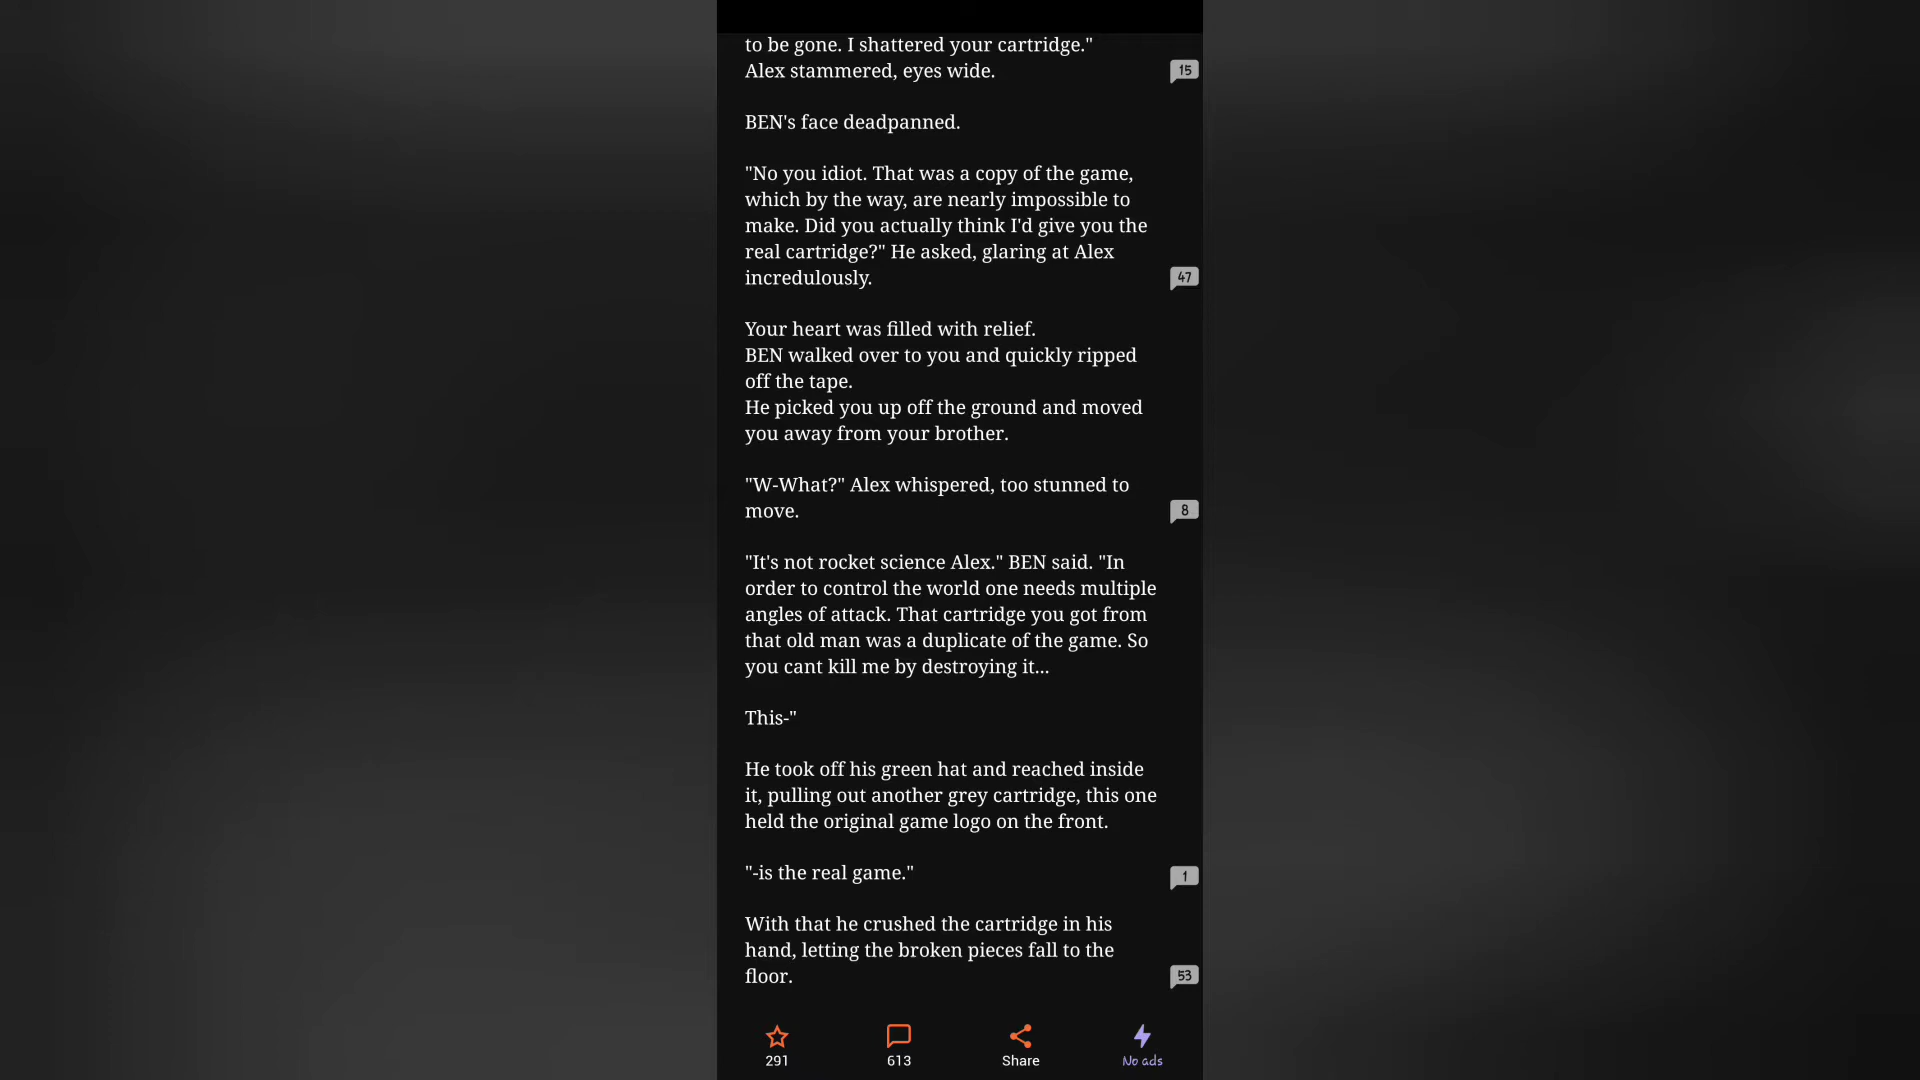 to be gone. I shattered your cartridge."
Alex stammered, eyes wide.
15
BEN's face deadpanned.
"No you idiot. That was a copy of the game,
which by the way, are nearly impossible to
make. Did you actually think I'd give you the
real cartridge?" He asked, glaring at Alex
incredulously.
47
Your heart was filled with relief.
BEN walked over to you and quickly ripped
off the tape.
He picked you up off the ground and moved
you away from your brother.
"W-What?" Alex whispered, too stunned to
move.
8
"It's not rocket science Alex." BEN said. "In
order to control the world one needs multiple
angles of attack. That cartridge you got from
that old man was a duplicate of the game. So
you cant kill me by destroying it...
This-"
He took off his green hat and reached inside
it, pulling out another grey cartridge, this one
held the original game logo on the front.
"-is the real game."
1
With that he crushed the cartridge in his
hand, letting the broken pieces fall to the
floor.
53
291
613
Share
No ads